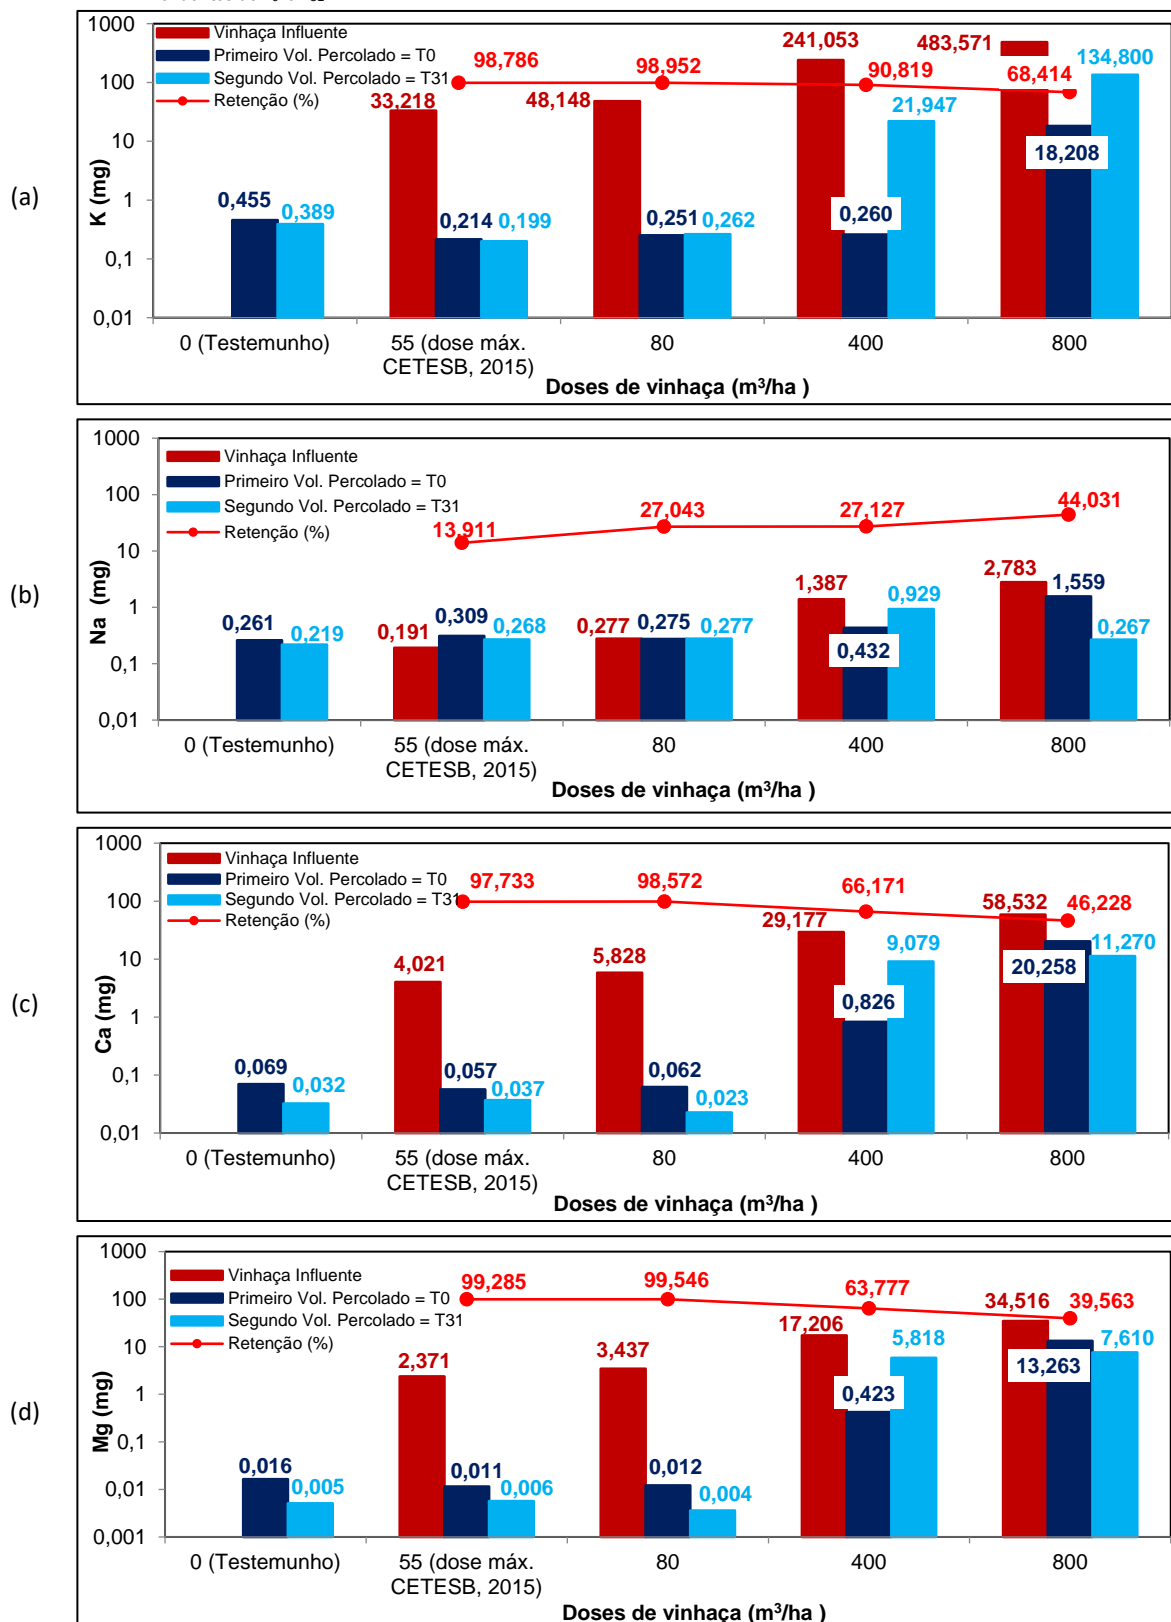 (a)
1000
100
10
1
0,1
0,01
K (mg)
Vinhaça Influente
Primeiro Vol. Percolado = T0
Segundo Vol. Percolado = T31
Retenção (%)
98,786
98,952
241,053
90,819
483,571
68,414
134,800
33,218
48,148
21,947
18,208
0,455
0,389
0,214
0,199
0,251
0,262
0,260
0 (Testemunho)
55 (dose máx.
CETESB, 2015)
80
400
800
Doses de vinhaça (m³/ha )
(b)
1000
100
10
1
0,1
0,01
Na (mg)
Vinhaça Influente
Primeiro Vol. Percolado = T0
Segundo Vol. Percolado = T31
Retenção (%)
13,911
27,043
27,127
44,031
0,261
0,219
0,191
0,309
0,268
0,277
0,275
0,277
1,387
0,432
0,929
2,783
1,559
0,267
0 (Testemunho)
55 (dose máx.
CETESB, 2015)
80
400
800
Doses de vinhaça (m³/ha )
(c)
1000
100
10
1
0,1
0,01
Ca (mg)
Vinhaça Influente
Primeiro Vol. Percolado = T0
Segundo Vol. Percolado = T31
Retenção (%)
97,733
98,572
66,171
46,228
0,069
0,032
4,021
0,057
0,037
5,828
0,062
0,023
29,177
0,826
9,079
58,532
20,258
11,270
0 (Testemunho)
55 (dose máx.
CETESB, 2015)
80
400
800
Doses de vinhaça (m³/ha )
(d)
1000
100
10
1
0,1
0,01
0,001
Mg (mg)
Vinhaça Influente
Primeiro Vol. Percolado = T0
Segundo Vol. Percolado = T31
Retenção (%)
99,285
99,546
63,777
39,563
0,016
0,005
2,371
0,011
0,006
3,437
0,012
0,004
17,206
0,423
5,818
34,516
13,263
7,610
0 (Testemunho)
55 (dose máx.
CETESB, 2015)
80
400
800
Doses de vinhaça (m³/ha )